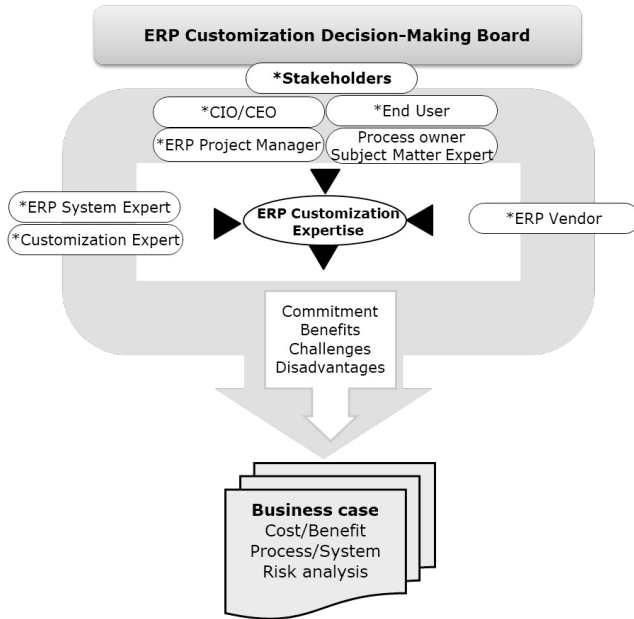 ERP Customization Decision-Making Board
*Stakeholders
*CIO/CEO
*End User
*ERP Project Manager
Process owner
Subject Matter Expert
*ERP System Expert
*Customization Expert
ERP Customization
Expertise
*ERP Vendor
Commitment
Benefits
Challenges
Disadvantages
Business case
Cost/Benefit
Process/System
Risk analysis